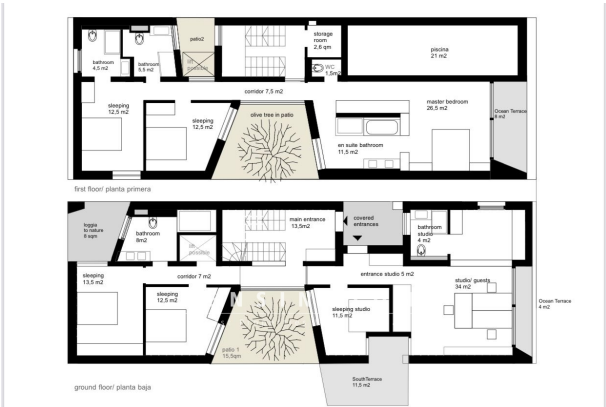 bathroom
4,5 m2
bathroom
5,5 m2
patio2
lift
possible
storage
room
2,6 qm
WC
1,5m2
piscina
21 m2
corridor 7,5 m2
sleeping
12,5 m2
sleeping
12,5 m2
olive tree in patio
master bedroom
26,5 m2
Ocean Terrace
6 m2
en suite bathroom
11,5 m2
first floor/ planta primera
loggia
to nature
9 sqm
bathroom
8m2
lift
possible
main entrance
13,5m2
covered
entrances
bathroom
studio
4 m2
sleeping
13,5 m2
corridor 7 m2
entrance studio 5 m2
studio/ guests
34 m2
sleeping
12,5 m2
sleeping studio
11,5 m2
Ocean Terrace
4 m2
patio 1
15,5qm
SouthTerrace
11,5 m2
ground floor/ planta baja